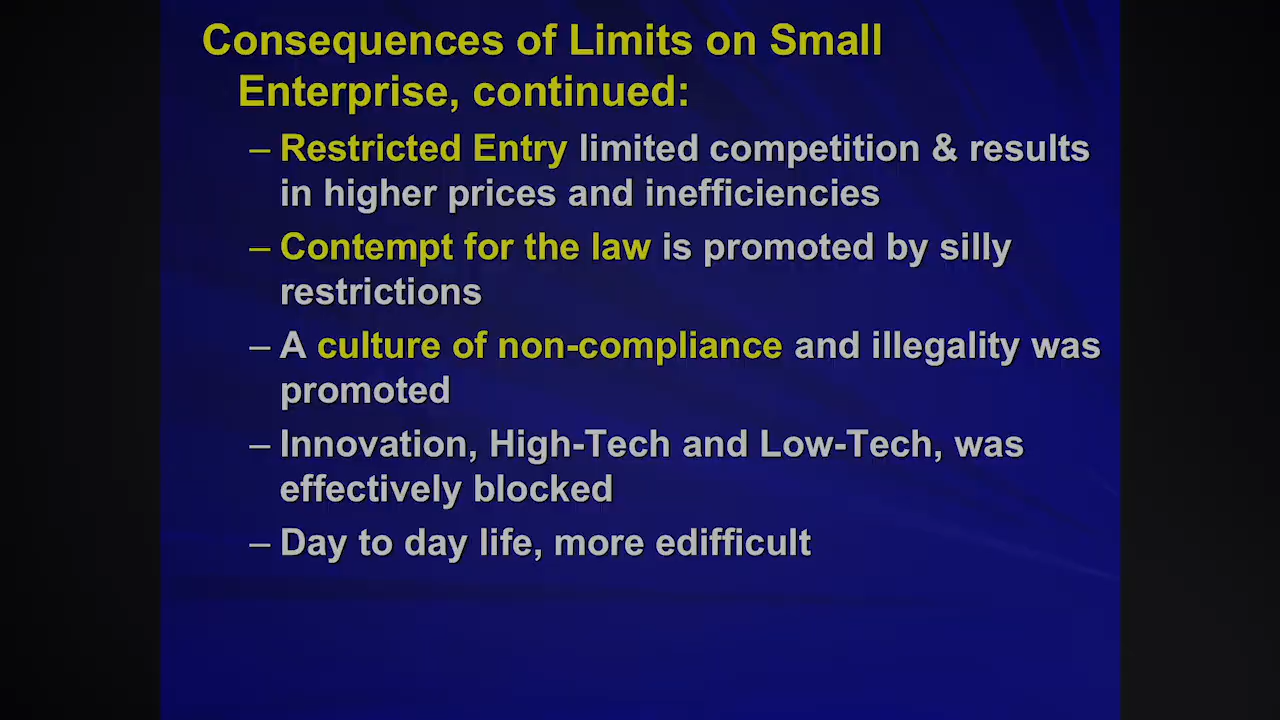 Consequences of Limits on Small
Enterprise, continued:
– Restricted Entry limited competition & results
in higher prices and inefficiencies
– Contempt for the law is promoted by silly
restrictions
– A culture of non-compliance and illegality was
promoted
– Innovation, High-Tech and Low-Tech, was
effectively blocked
– Day to day life, more edifficult